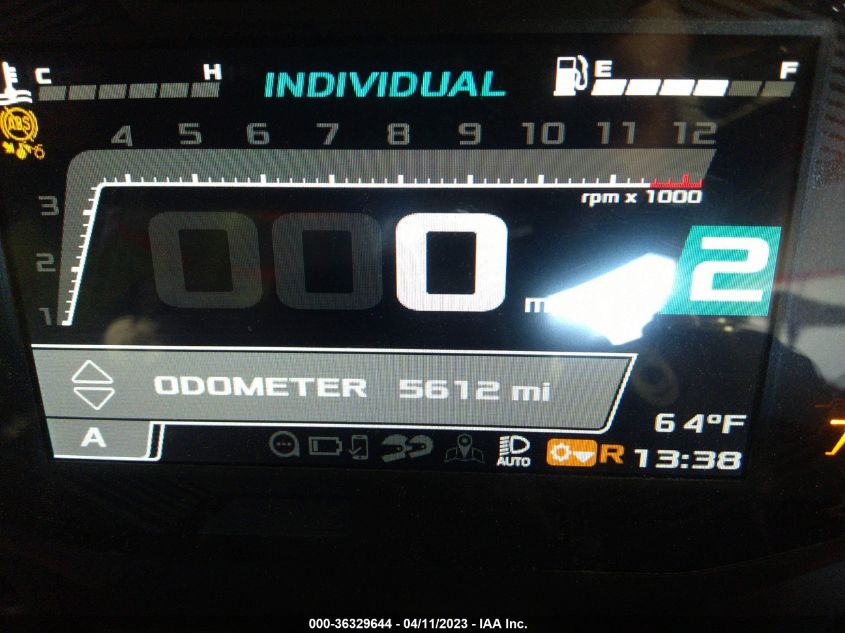 C H INDIVIDUAL E F
ABS
6
4 5 6 7 8 9 10 11 12
3
rpm x 1000
2
000 2
1
ODOMETER 5612 mi
64°F
A AUTO R 13:38
000-36329644 - 04/11/2023 - IAA Inc.